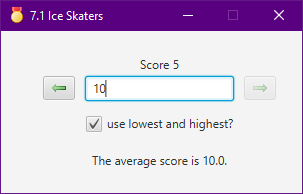 7.1 Ice Skaters
Score 5
10
use lowest and highest?
The average score is 10.0.